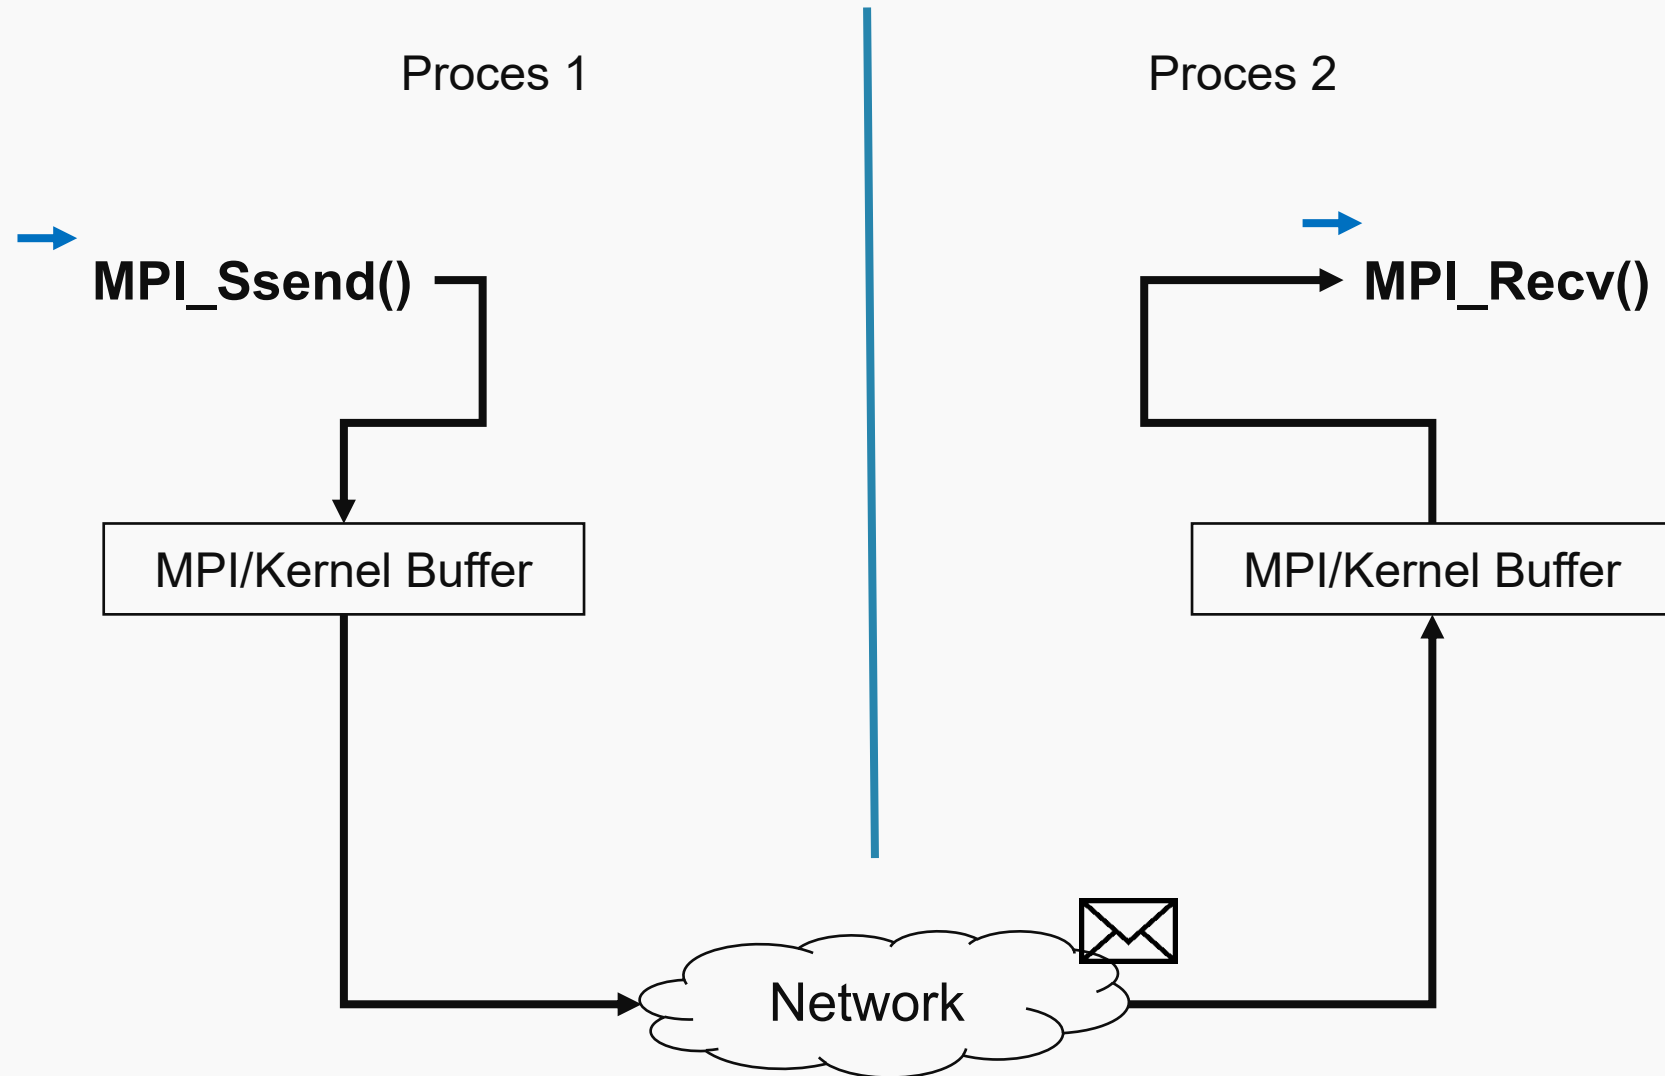 Proces 1
Proces 2
MPI_Ssend()
MPI_Recv()
MPI/Kernel Buffer
MPI/Kernel Buffer
Network